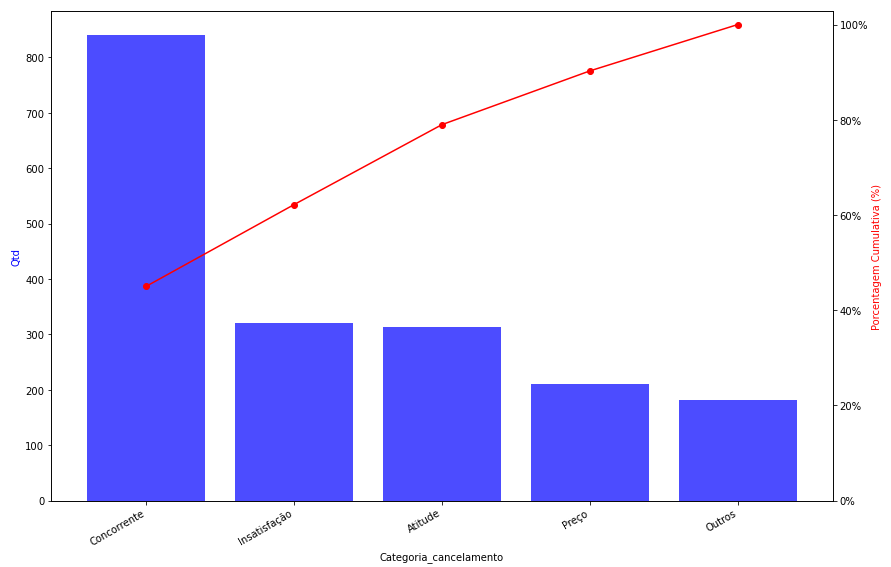 800
700
600
500
400
300
200
100
0
Qtd
100%
80%
60%
40%
20%
0%
Porcentagem Cumulativa (%)
Concorrente
Insatisfação
Atitude
Preço
Outros
Categoria_cancelamento